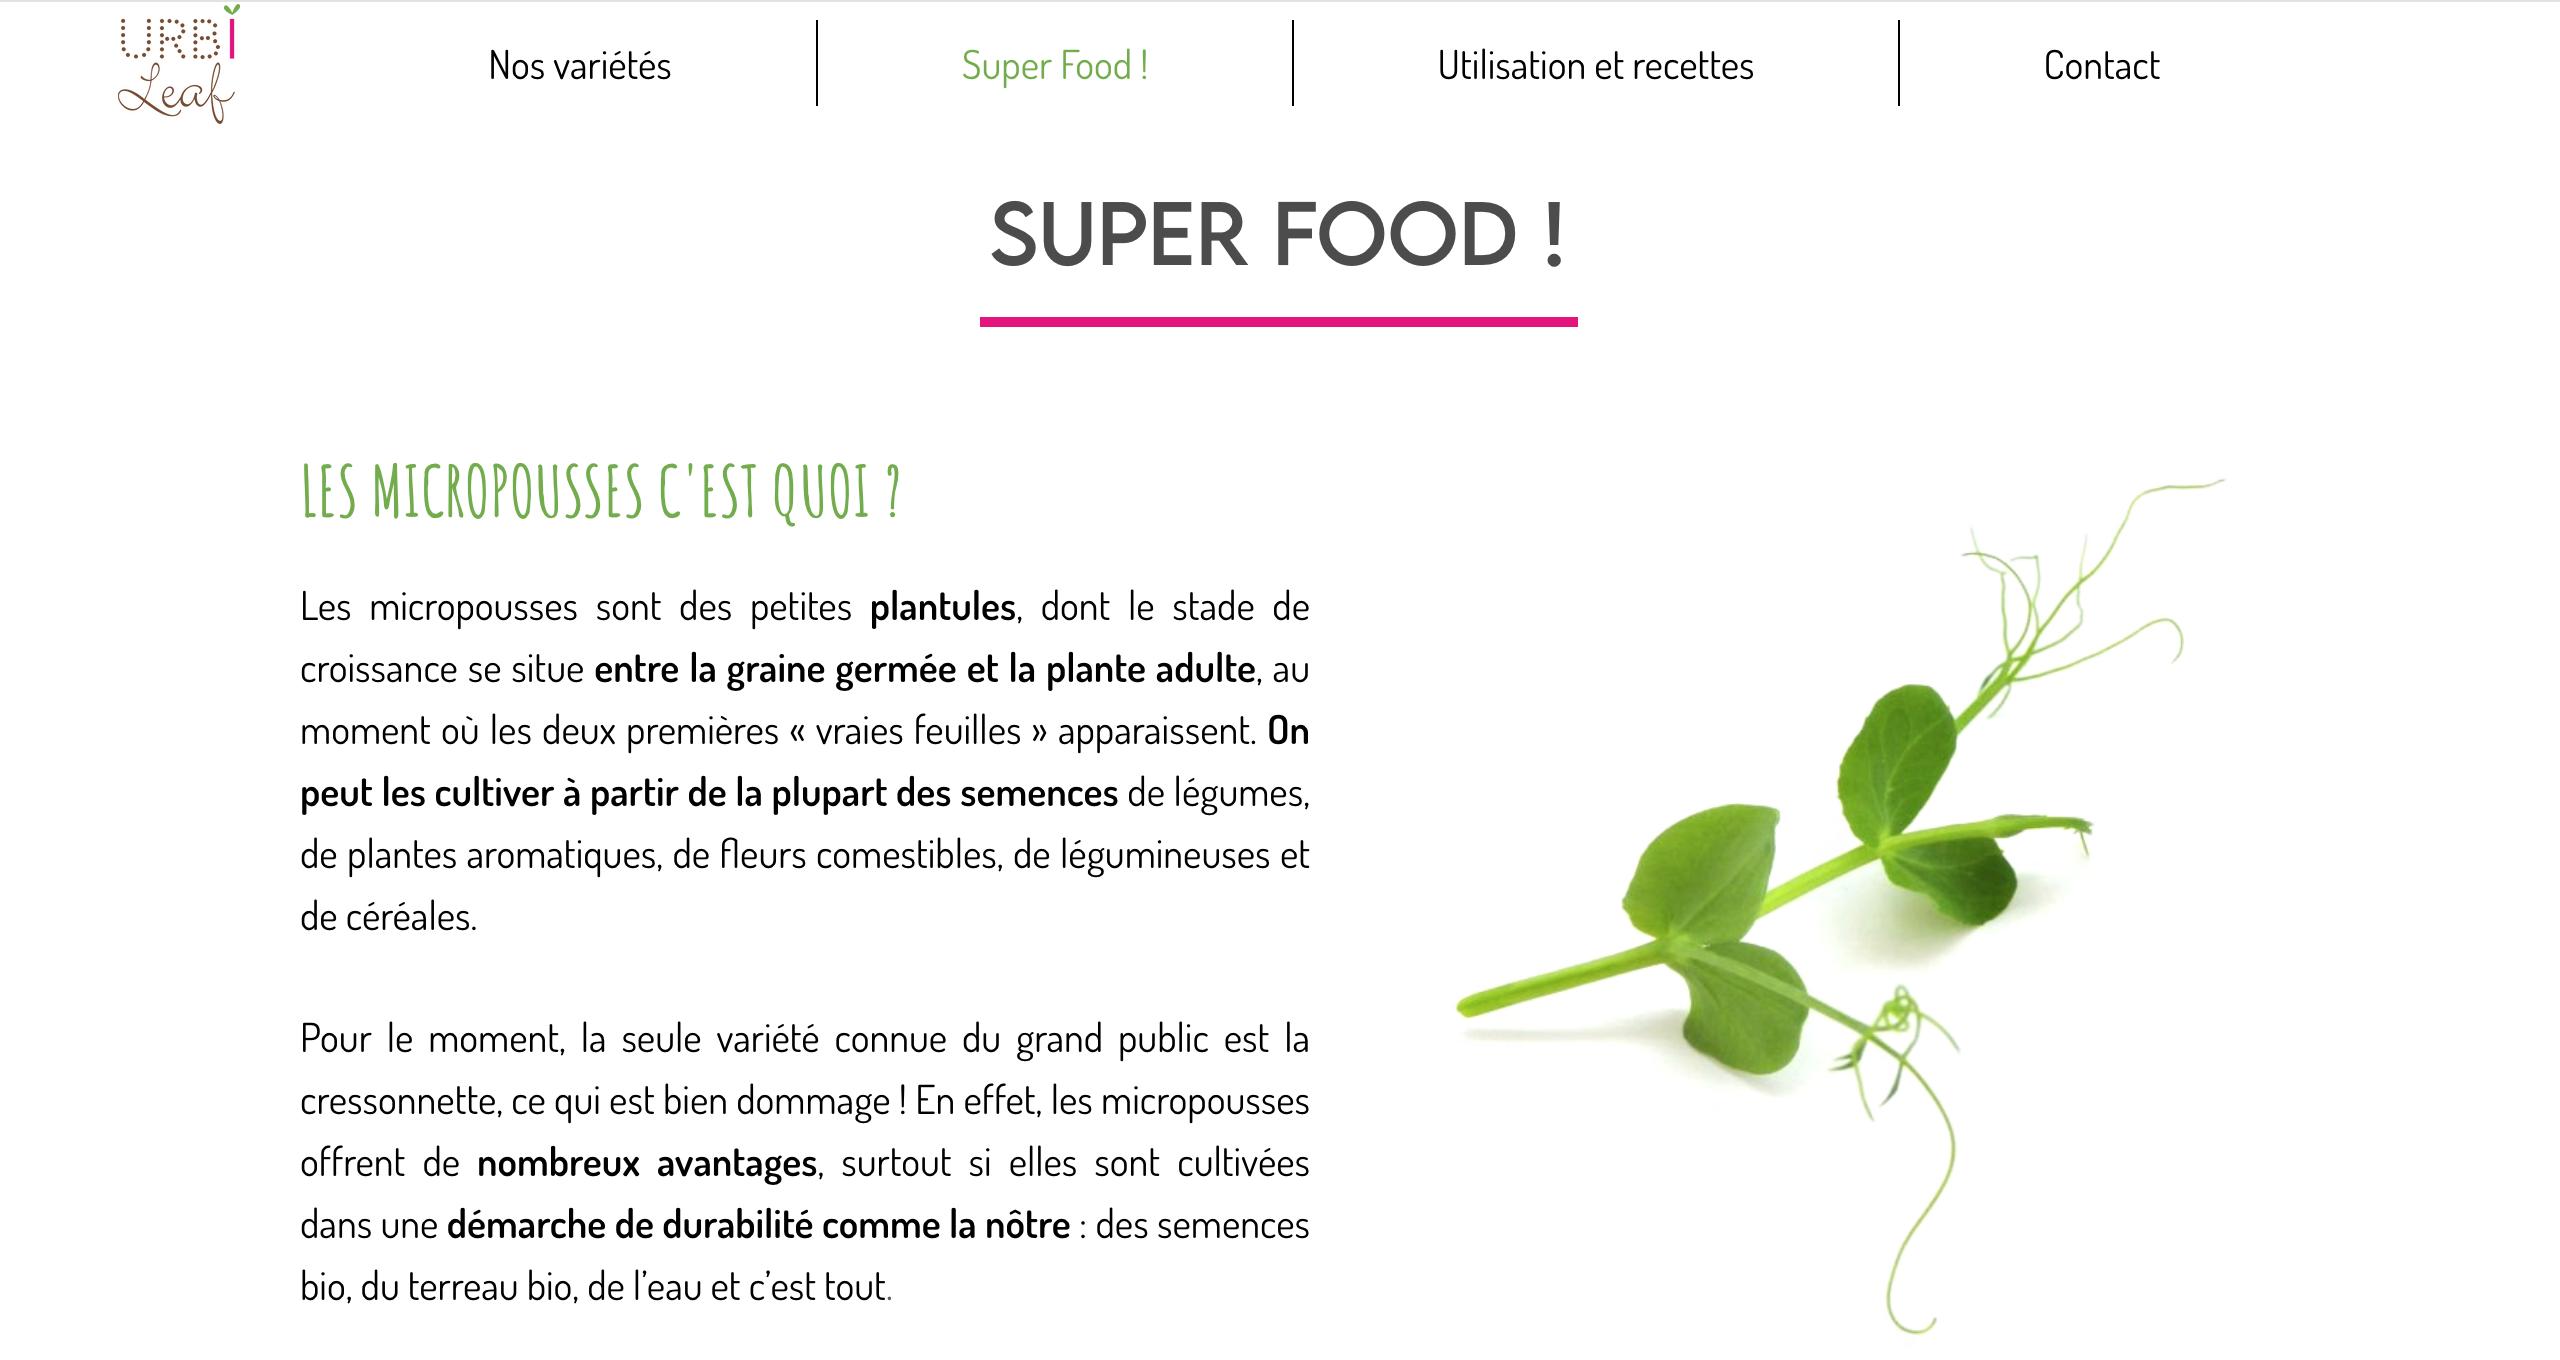 URBi
Leaf
Nos variétés
Super Food !
Utilisation et recettes
Contact
SUPER FOOD !
LES MICROPOUSSES C'EST QUOI ?
Les micropousses sont des petites plantules, dont le stade de
croissance se situe entre la graine germée et la plante adulte, au
moment où les deux premières « vraies feuilles » apparaissent. On
peut les cultiver à partir de la plupart des semences de légumes,
de plantes aromatiques, de fleurs comestibles, de légumineuses et
de céréales.
Pour le moment, la seule variété connue du grand public est la
cressonnette, ce qui est bien dommage ! En effet, les micropousses
offrent de nombreux avantages, surtout si elles sont cultivées
dans une démarche de durabilité comme la nôtre : des semences
bio, du terreau bio, de l’eau et c’est tout.